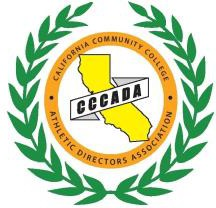 CALIFORNIA COMMUNITY COLLEGE
CCCADA
ATHLETIC DIRECTORS ASSOCIATION